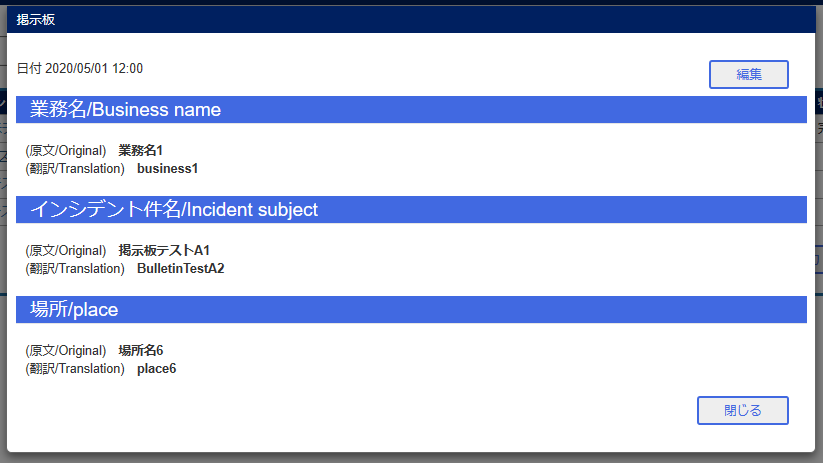 掲示板
日付 2020/05/01 12:00
編集
業務名/Business name
(原文/Original) 業務名1
(翻訳/Translation) business1
インシデント件名/Incident subject
(原文/Original) 掲示板テストA1
(翻訳/Translation) BulletinTestA2
場所/place
(原文/Original) 場所名6
(翻訳/Translation) place6
閉じる